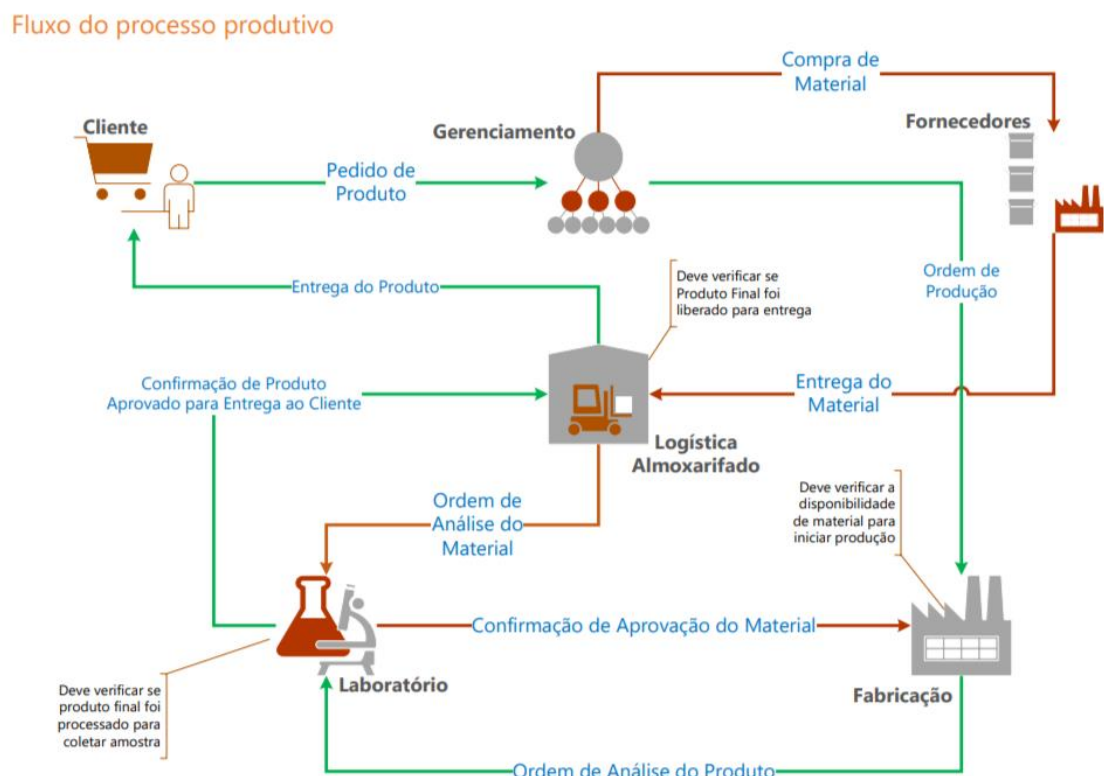 Fluxo do processo produtivo
Compra de
Material
Cliente
Gerenciamento
Fornecedores
Pedido de
Produto
Entrega do Produto
Deve verificar se
Produto Final foi
liberado para entrega
Ordem de
Produção
Confirmação de Produto
Aprovado para Entrega ao Cliente
Entrega do
Material
Logística
Almoxarifado
Deve verificar a
disponibilidade
de material para
iniciar produção
Ordem de
Análise do
Material
Confirmação de Aprovação do Material
Laboratório
Fabricação
Deve verificar se
produto final foi
processado para
coletar amostra
Ordem de Análise do Produto